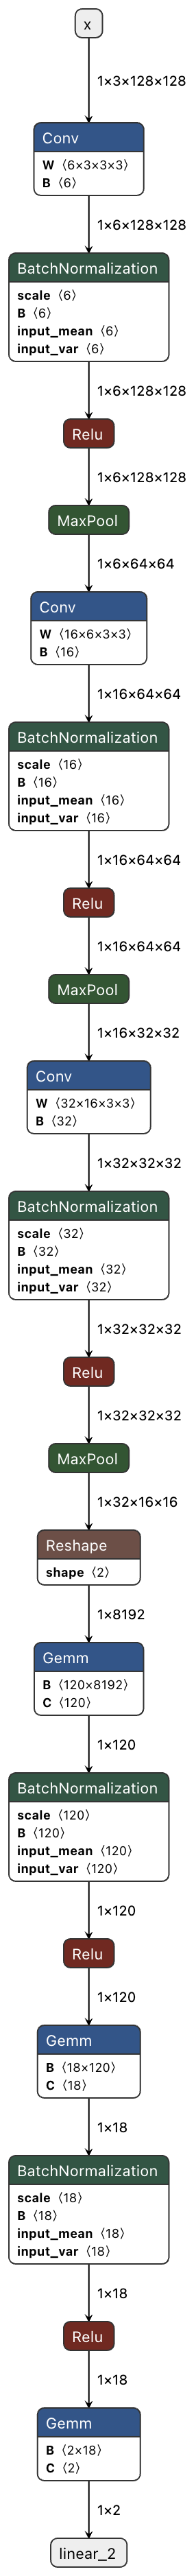 x
1×3×128×128
Conv
W ⟨6×3×3×3⟩
B ⟨6⟩
1×6×128×128
BatchNormalization
scale ⟨6⟩
B ⟨6⟩
input_mean ⟨6⟩
input_var ⟨6⟩
1×6×128×128
Relu
1×6×128×128
MaxPool
1×6×64×64
Conv
W ⟨16×6×3×3⟩
B ⟨16⟩
1×16×64×64
BatchNormalization
scale ⟨16⟩
B ⟨16⟩
input_mean ⟨16⟩
input_var ⟨16⟩
1×16×64×64
Relu
1×16×64×64
MaxPool
1×16×32×32
Conv
W ⟨32×16×3×3⟩
B ⟨32⟩
1×32×32×32
BatchNormalization
scale ⟨32⟩
B ⟨32⟩
input_mean ⟨32⟩
input_var ⟨32⟩
1×32×32×32
Relu
1×32×32×32
MaxPool
1×32×16×16
Reshape
shape ⟨2⟩
1×8192
Gemm
B ⟨120×8192⟩
C ⟨120⟩
1×120
BatchNormalization
scale ⟨120⟩
B ⟨120⟩
input_mean ⟨120⟩
input_var ⟨120⟩
1×120
Relu
1×120
Gemm
B ⟨18×120⟩
C ⟨18⟩
1×18
BatchNormalization
scale ⟨18⟩
B ⟨18⟩
input_mean ⟨18⟩
input_var ⟨18⟩
1×18
Relu
1×18
Gemm
B ⟨2×18⟩
C ⟨2⟩
1×2
linear_2